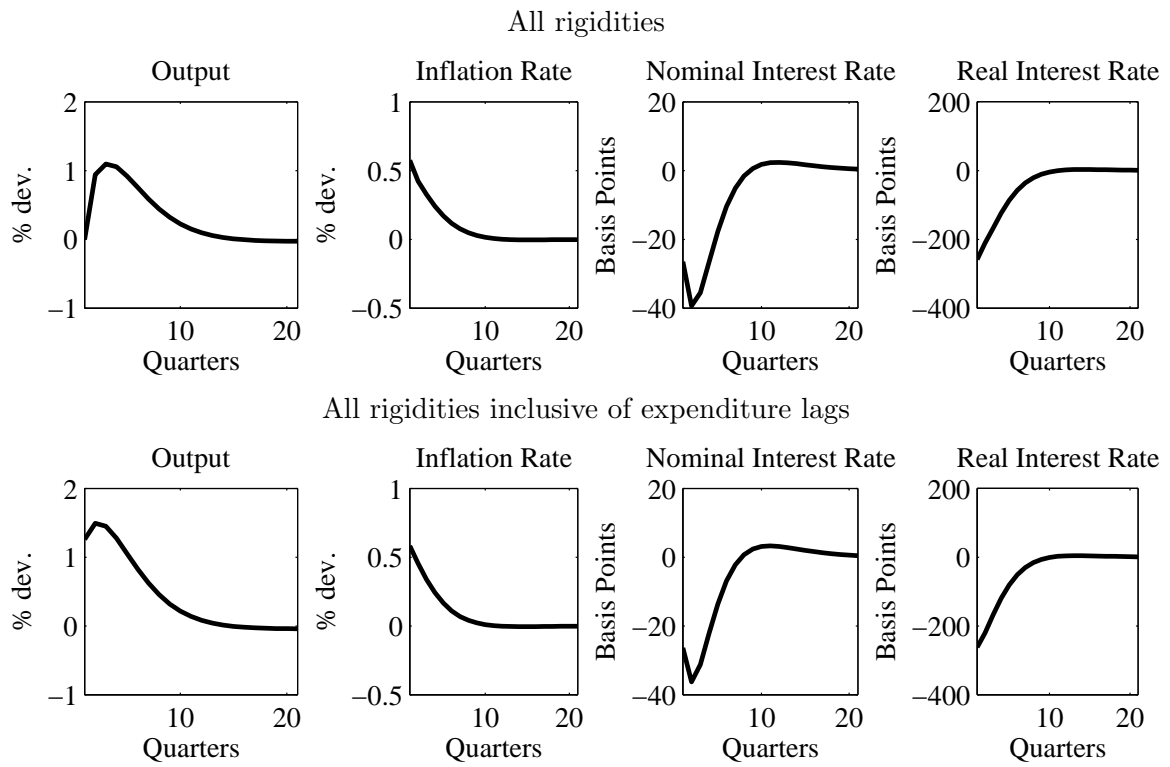 All rigidities
Output
Inflation Rate
Nominal Interest Rate
Real Interest Rate
% dev.
2
1
0
−1
10
20
Quarters
% dev.
1
0.5
0
−0.5
10
20
Quarters
Basis Points
20
0
−20
−40
10
20
Quarters
Basis Points
200
0
−200
−400
10
20
Quarters
All rigidities inclusive of expenditure lags
Output
Inflation Rate
Nominal Interest Rate
Real Interest Rate
% dev.
2
1
0
−1
10
20
Quarters
% dev.
1
0.5
0
−0.5
10
20
Quarters
Basis Points
20
0
−20
−40
10
20
Quarters
Basis Points
200
0
−200
−400
10
20
Quarters